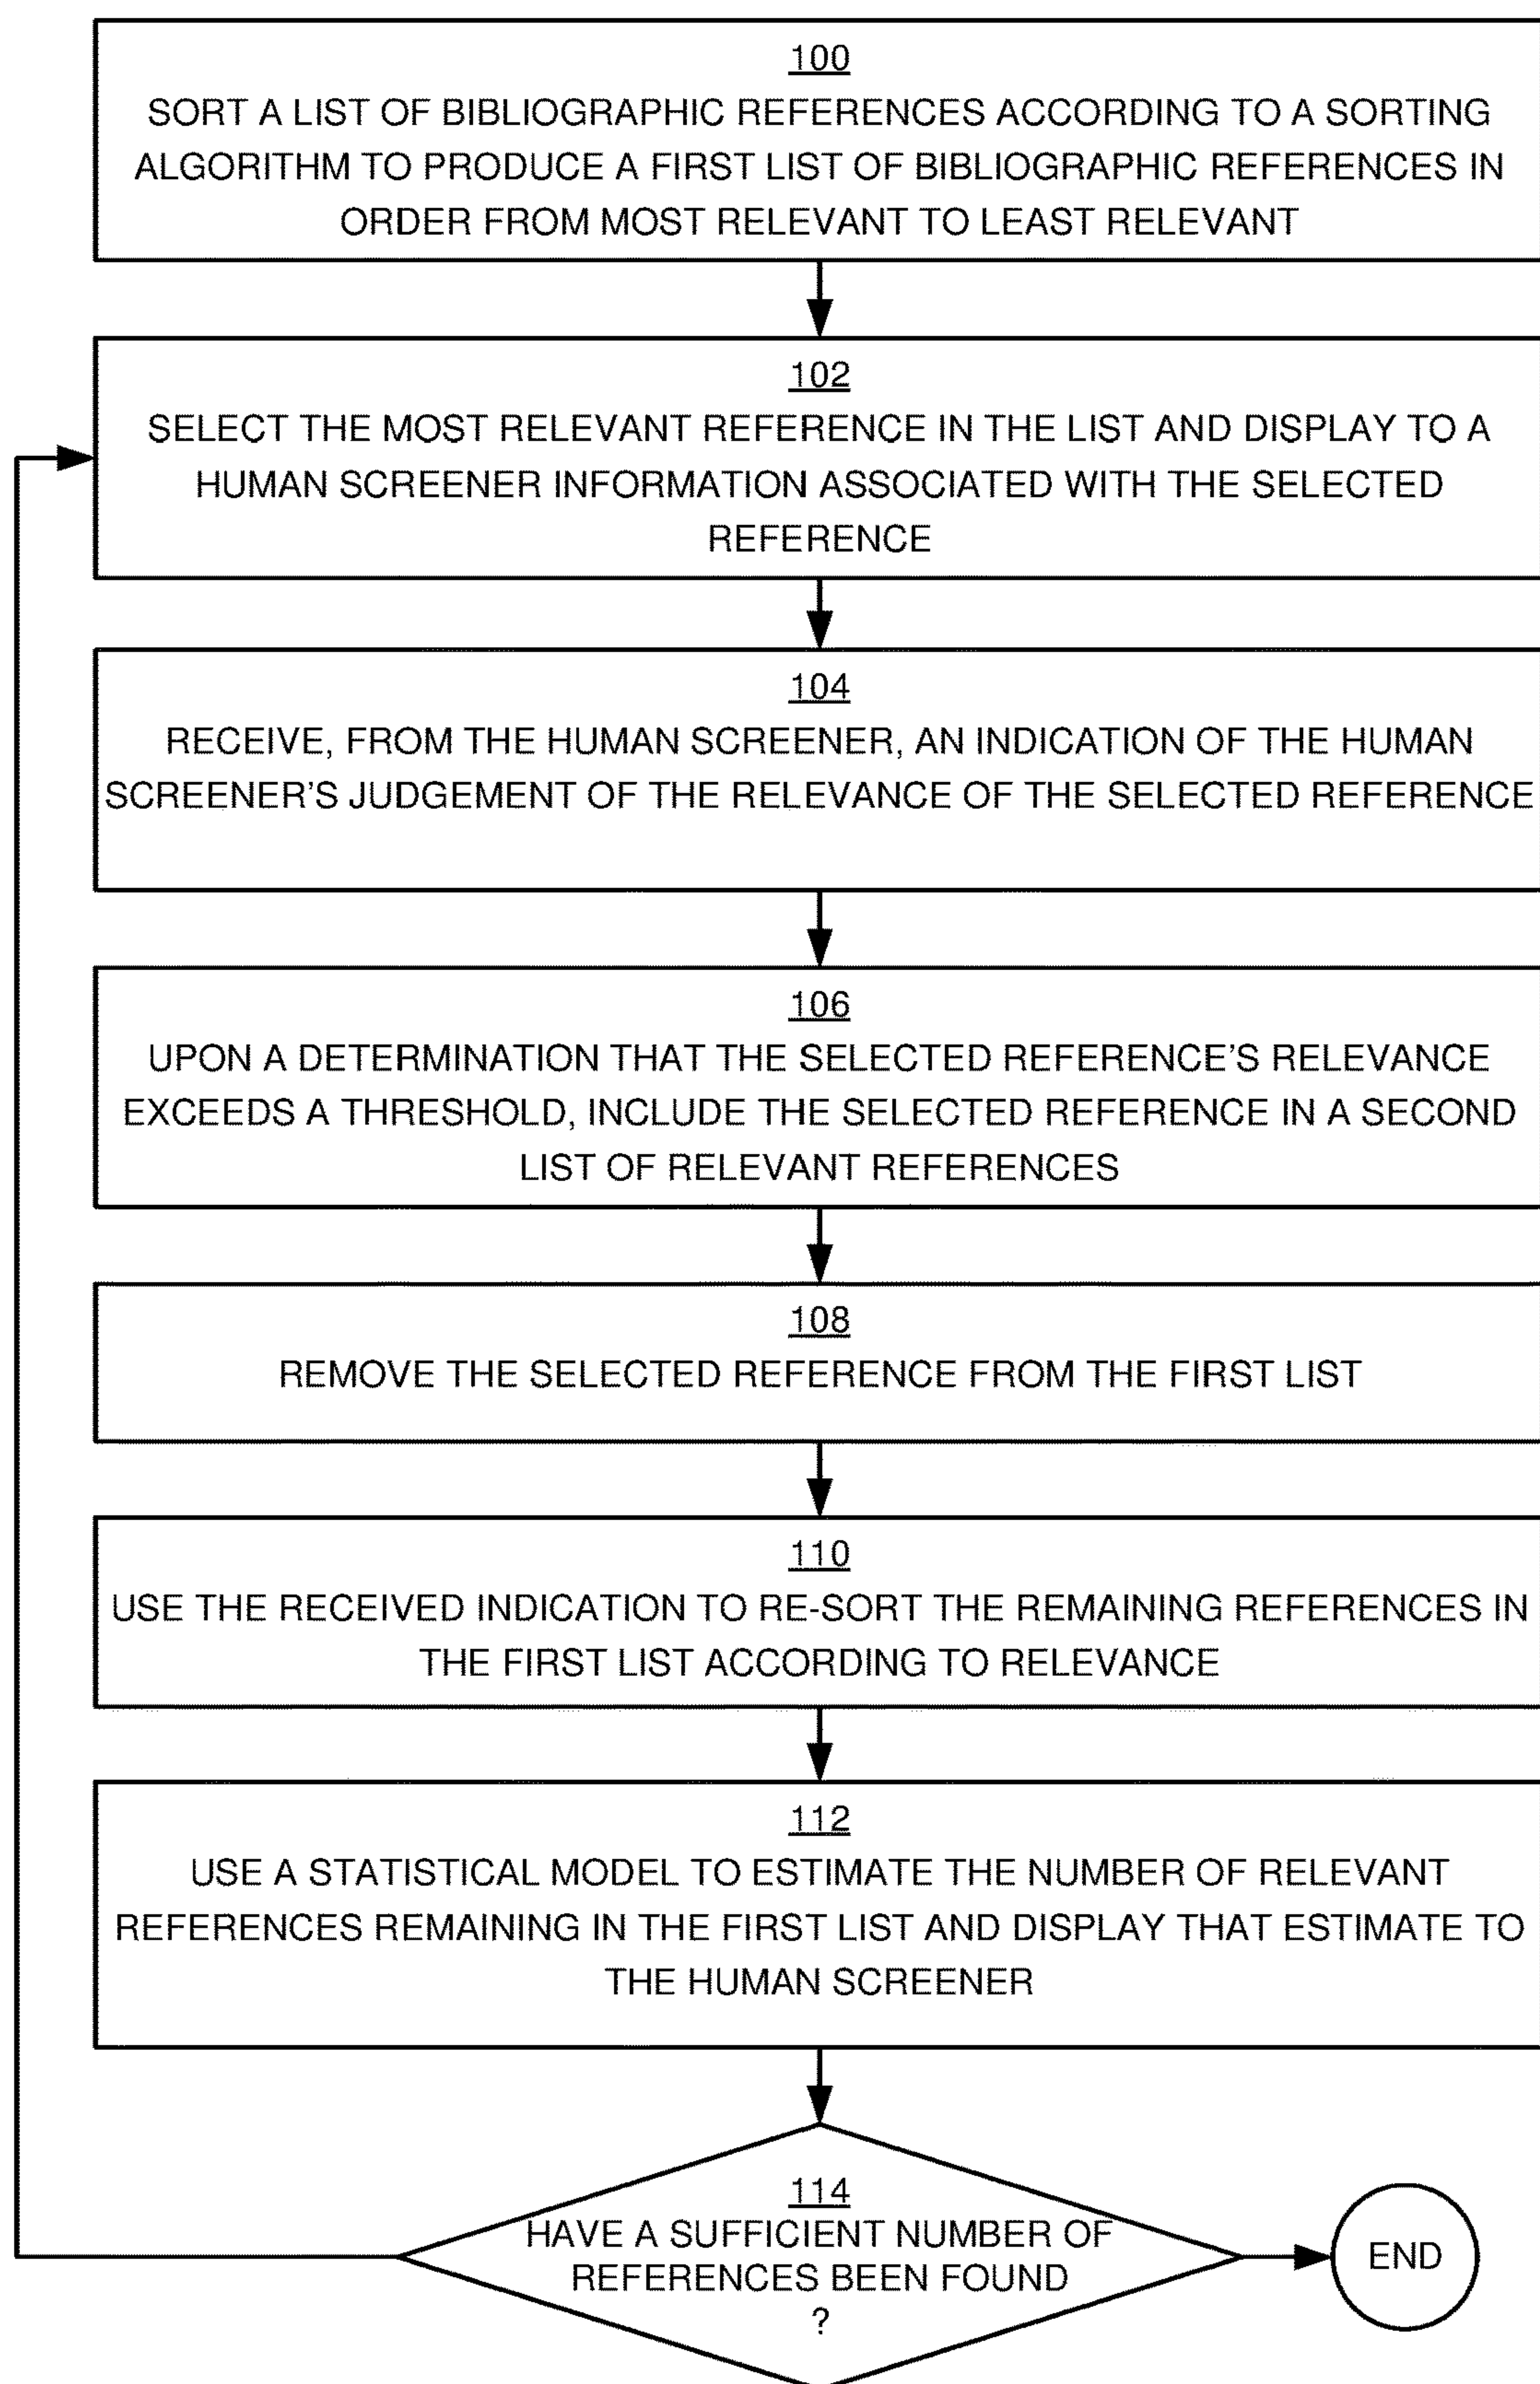 100
SORT A LIST OF BIBLIOGRAPHIC REFERENCES ACCORDING TO A SORTING
ALGORITHM TO PRODUCE A FIRST LIST OF BIBLIOGRAPHIC REFERENCES IN
ORDER FROM MOST RELEVANT TO LEAST RELEVANT
102
SELECT THE MOST RELEVANT REFERENCE IN THE LIST AND DISPLAY TO A
HUMAN SCREENER INFORMATION ASSOCIATED WITH THE SELECTED
REFERENCE
104
RECEIVE, FROM THE HUMAN SCREENER, AN INDICATION OF THE HUMAN
SCREENER'S JUDGEMENT OF THE RELEVANCE OF THE SELECTED REFERENCE
106
UPON A DETERMINATION THAT THE SELECTED REFERENCE'S RELEVANCE
EXCEEDS A THRESHOLD, INCLUDE THE SELECTED REFERENCE IN A SECOND
LIST OF RELEVANT REFERENCES
108
REMOVE THE SELECTED REFERENCE FROM THE FIRST LIST
110
USE THE RECEIVED INDICATION TO RE-SORT THE REMAINING REFERENCES IN
THE FIRST LIST ACCORDING TO RELEVANCE
112
USE A STATISTICAL MODEL TO ESTIMATE THE NUMBER OF RELEVANT
REFERENCES REMAINING IN THE FIRST LIST AND DISPLAY THAT ESTIMATE TO
THE HUMAN SCREENER
114
HAVE A SUFFICIENT NUMBER OF
REFERENCES BEEN FOUND
?
END